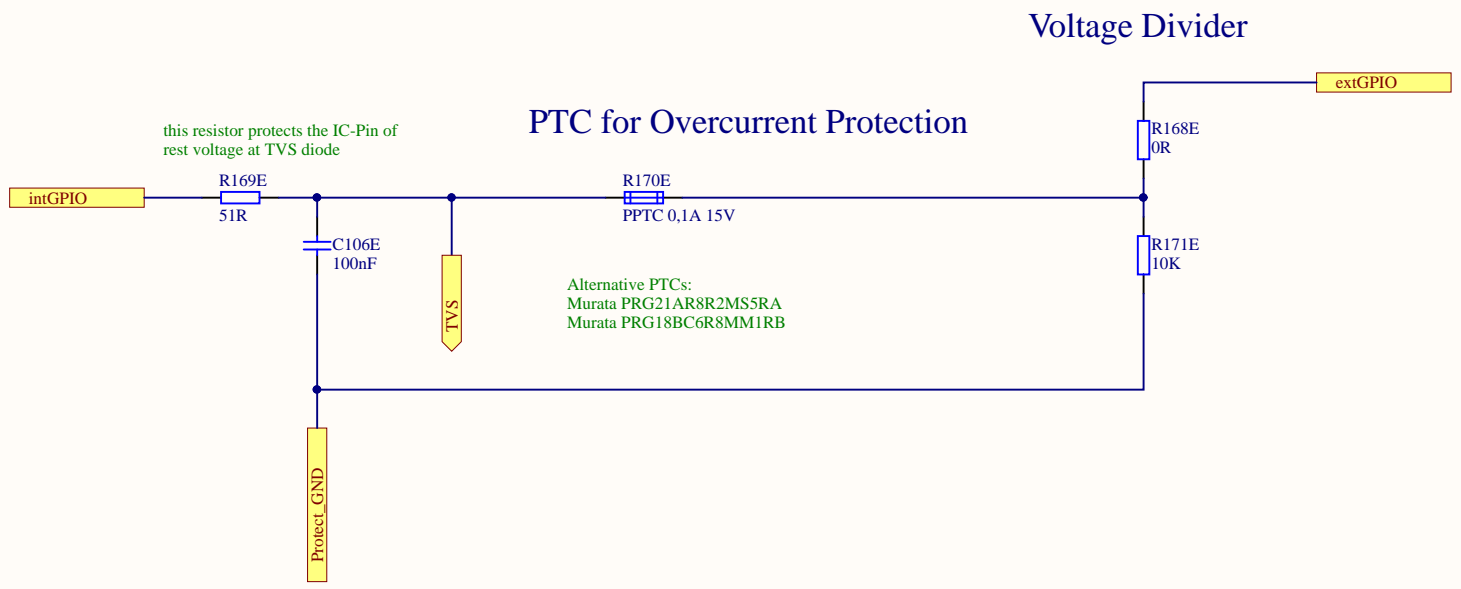 Voltage Divider
extGPIO
PTC for Overcurrent Protection
this resistor protects the IC-Pin of
rest voltage at TVS diode
R168E
0R
R169E
51R
intGPIO
R170E
PPTC 0,1A 15V
C106E
100nF
R171E
10K
TVS
Alternative PTCs:
Murata PRG21AR8R2MS5RA
Murata PRG18BC6R8MM1RB
Protect_GND